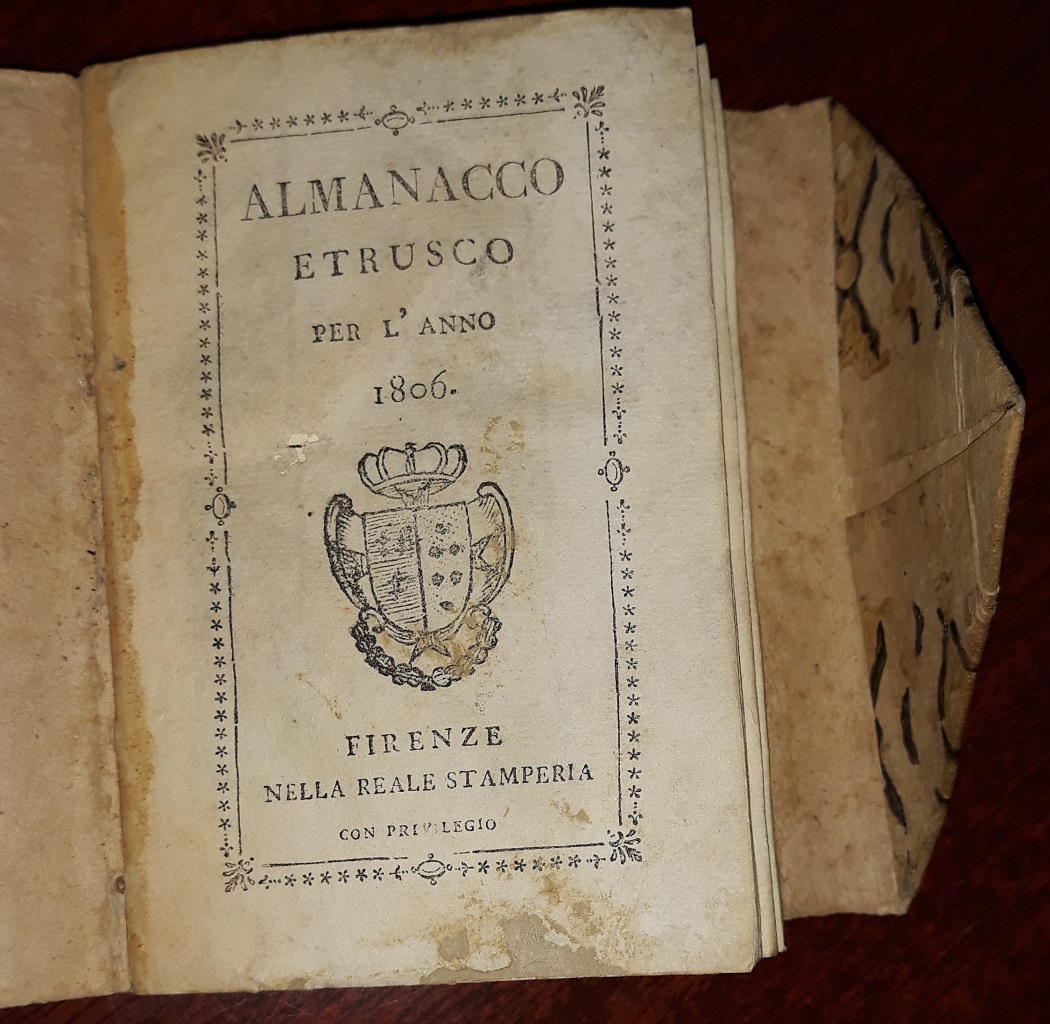 ALMANACCO
ETRUSCO
PER L' ANNO
1806.
FIRENZE
NELLA REALE STAMPERIA
CON PRIVILEGIO